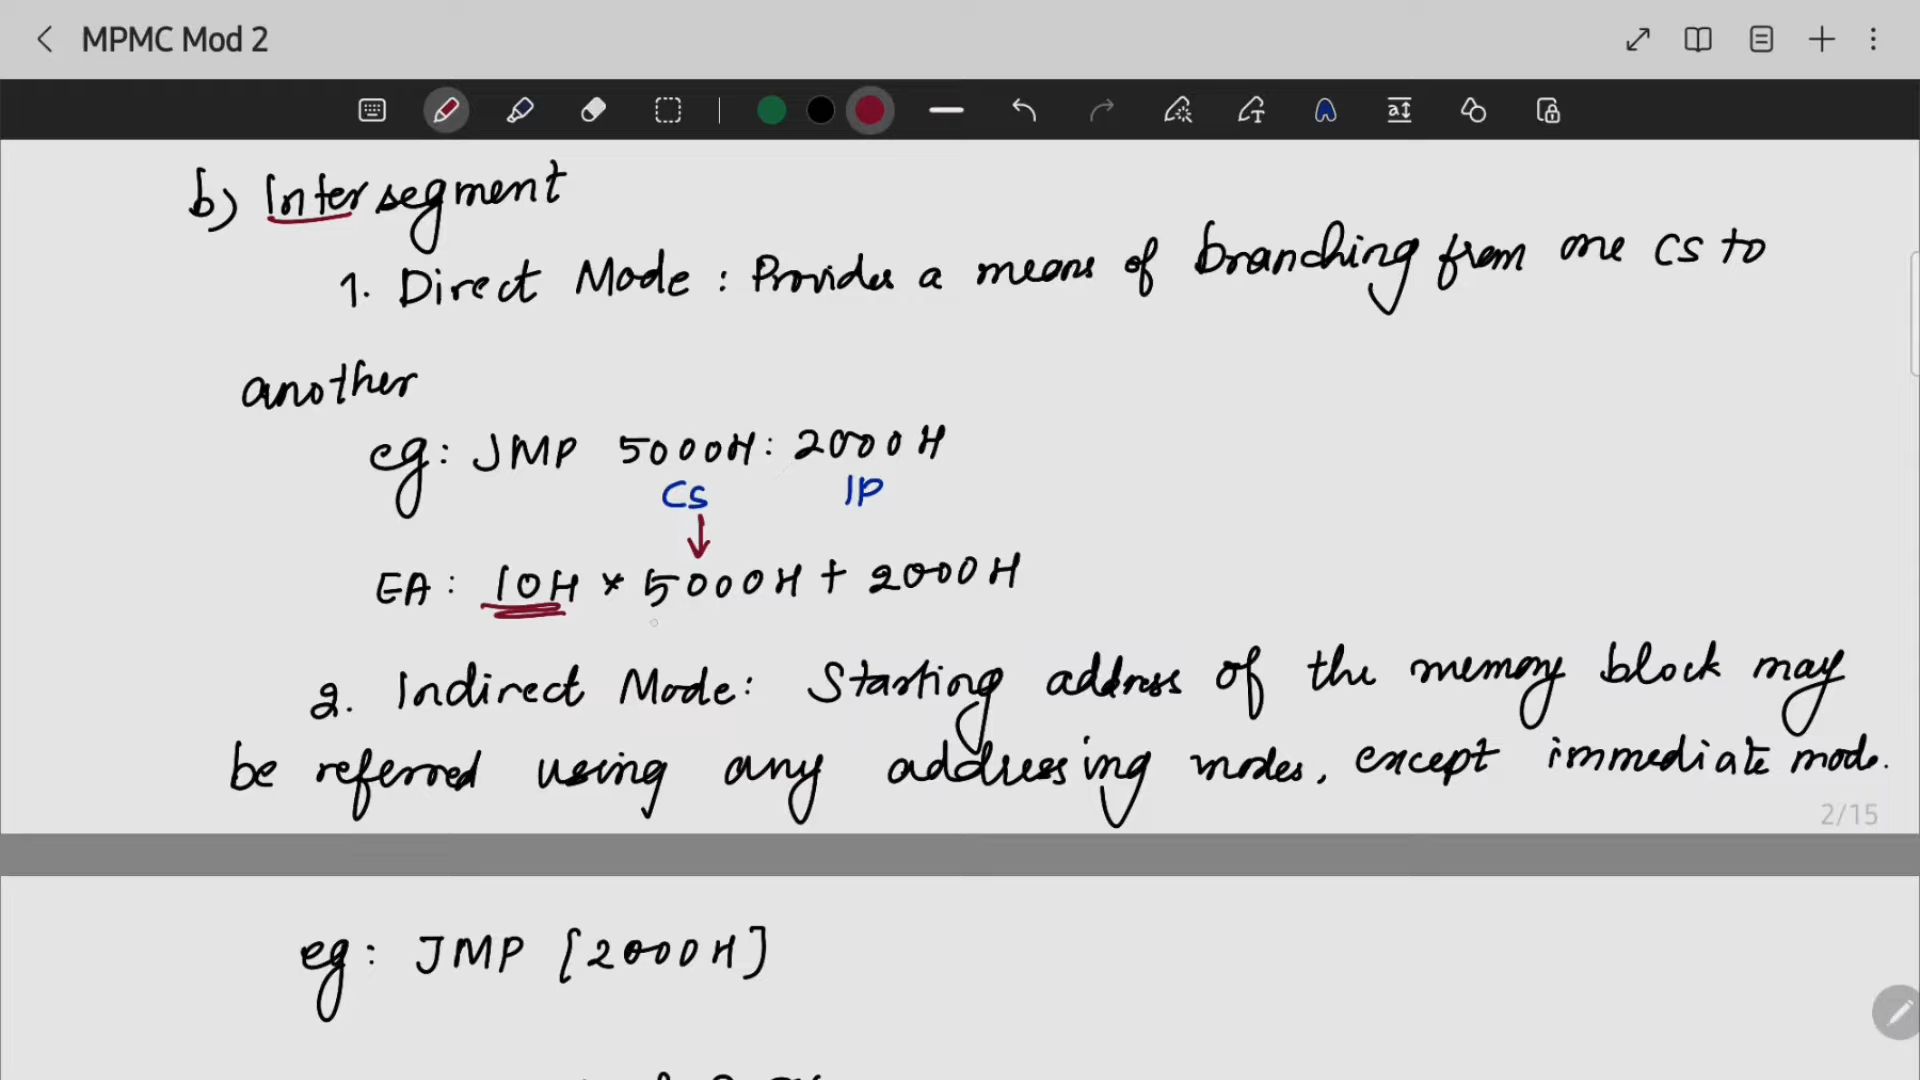 MPMC Mod 2
b) Intersegment
1. Direct Mode : Provides a means of branching from one CS to
another
eg: JMP 5000H : 2000H
CS IP
EA : 10H * 5000H + 2000H
2. Indirect Mode: Starting address of the memory block may
be referred using any addressing modes, except immediate mode.
2/15
eg: JMP [2000H]